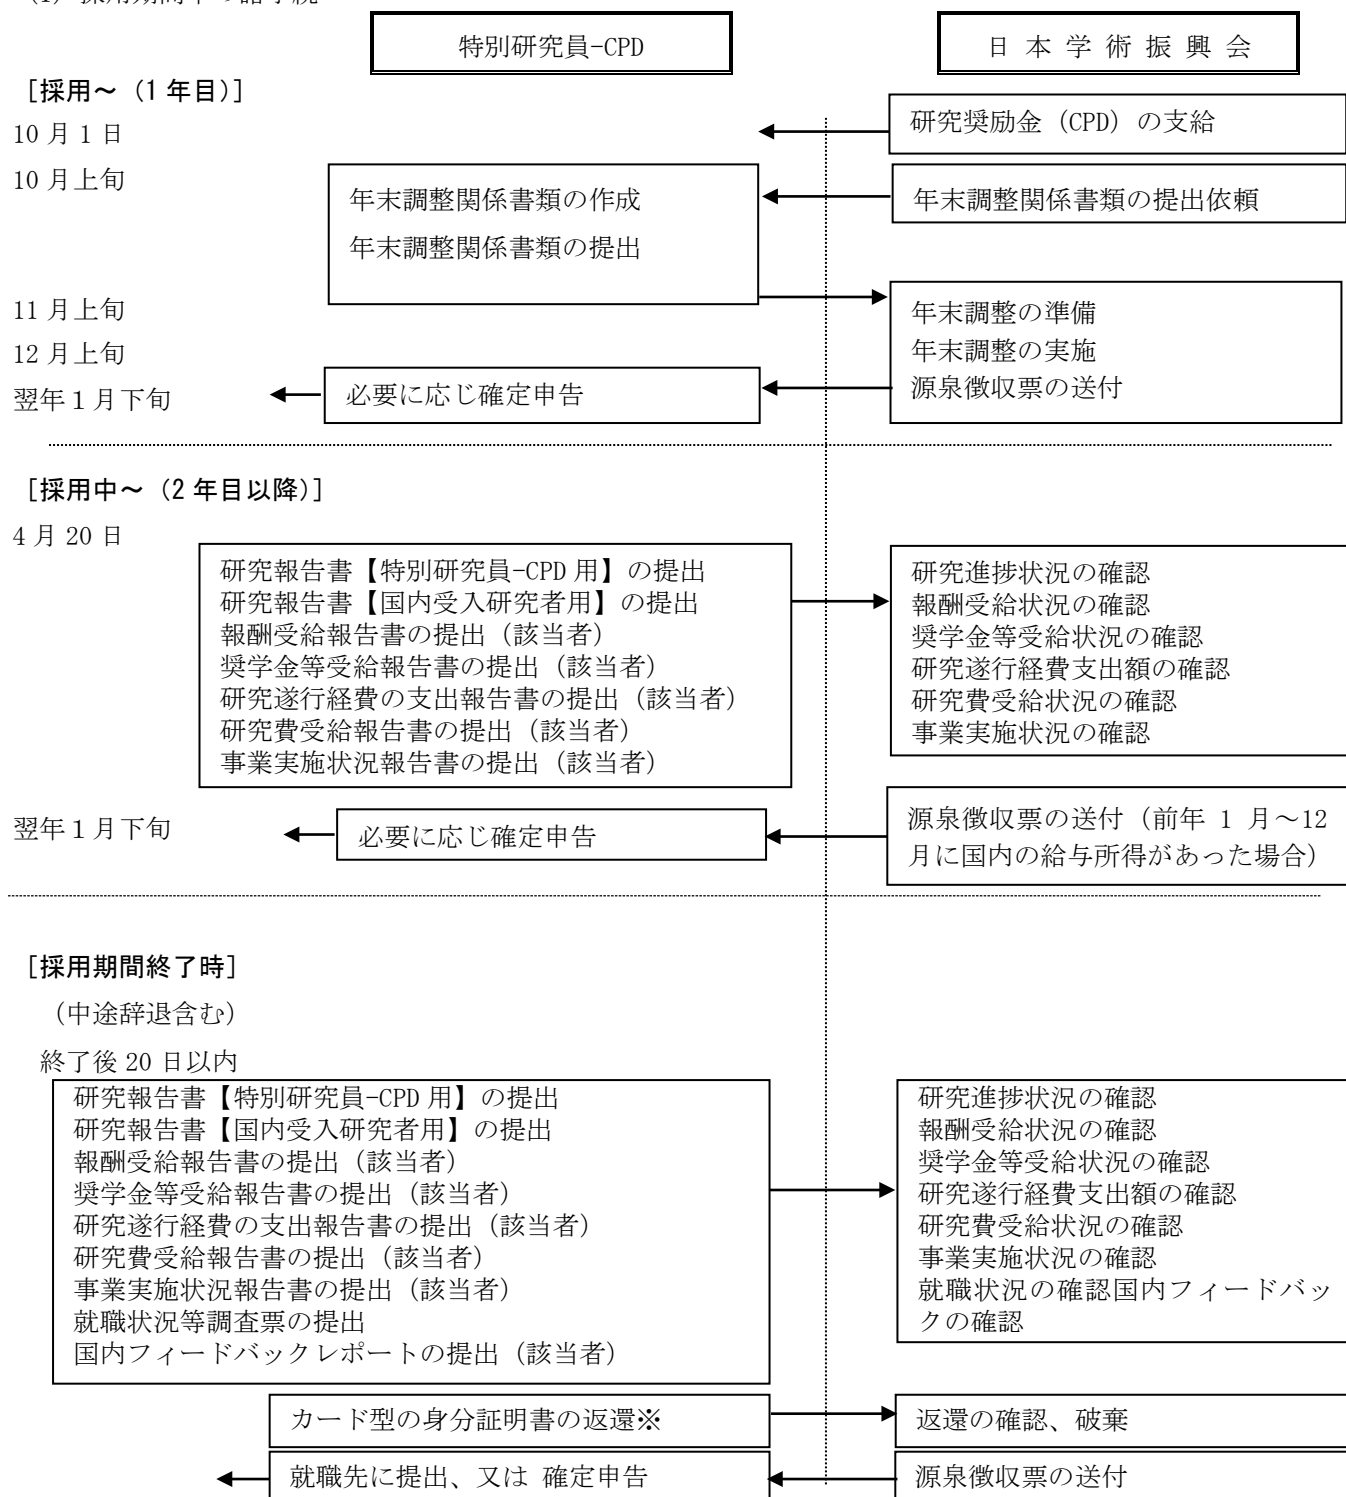 特別研究員-CPD
日本学術振興会
［採用～（1年目）］
10月1日
研究奨励金（CPD）の支給
10月上旬
年末調整関係書類の作成
年末調整関係書類の提出
年末調整関係書類の提出依頼
11月上旬
年末調整の準備
12月上旬
年末調整の実施
翌年１月下旬
必要に応じ確定申告
源泉徴収票の送付
［採用中～（2年目以降）］
4月20日
研究報告書【特別研究員-CPD用】の提出
研究報告書【国内受入研究者用】の提出
報酬受給報告書の提出（該当者）
奨学金等受給報告書の提出（該当者）
研究遂行経費の支出報告書の提出（該当者）
研究費受給報告書の提出（該当者）
事業実施状況報告書の提出（該当者）
研究進捗状況の確認
報酬受給状況の確認
奨学金等受給状況の確認
研究遂行経費支出額の確認
研究費受給状況の確認
事業実施状況の確認
翌年１月下旬
必要に応じ確定申告
源泉徴収票の送付（前年 1 月～12
月に国内の給与所得があった場合）
［採用期間終了時］
（中途辞退含む）
終了後20日以内
研究報告書【特別研究員-CPD用】の提出
研究報告書【国内受入研究者用】の提出
報酬受給報告書の提出（該当者）
奨学金等受給報告書の提出（該当者）
研究遂行経費の支出報告書の提出（該当者）
研究費受給報告書の提出（該当者）
事業実施状況報告書の提出（該当者）
就職状況等調査票の提出
国内フィードバックレポートの提出（該当者）
研究進捗状況の確認
報酬受給状況の確認
奨学金等受給状況の確認
研究遂行経費支出額の確認
研究費受給状況の確認
事業実施状況の確認
就職状況の確認国内フィードバッ
クの確認
カード型の身分証明書の返還※
返還の確認、破棄
就職先に提出、又は 確定申告
源泉徴収票の送付